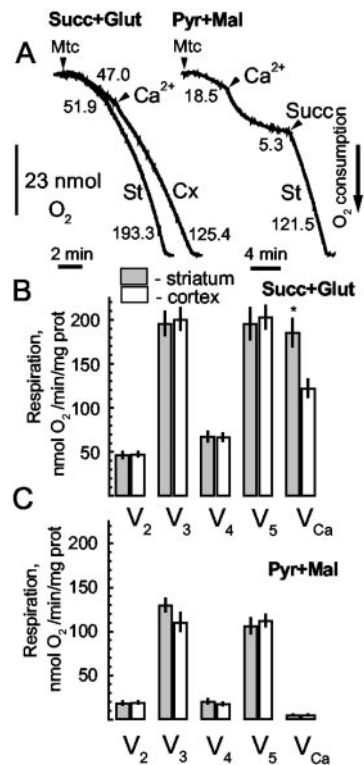 Succ+Glut Pyr+Mal
A Mtc Mtc
47.0 Ca²⁺ Ca²⁺
51.9 18.5 Succ
5.3
23 nmol O₂
St Cx St
O₂ consumption
193.3 125.4 121.5
2 min 4 min
- striatum
- cortex
B Succ+Glut
Respiration,
nmol O₂/min/mg prot
200
150
100
50
*
V₂ V₃ V₄ V₅ V_Ca
C Pyr+Mal
Respiration,
nmol O₂/min/mg prot
200
150
100
50
V₂ V₃ V₄ V₅ V_Ca